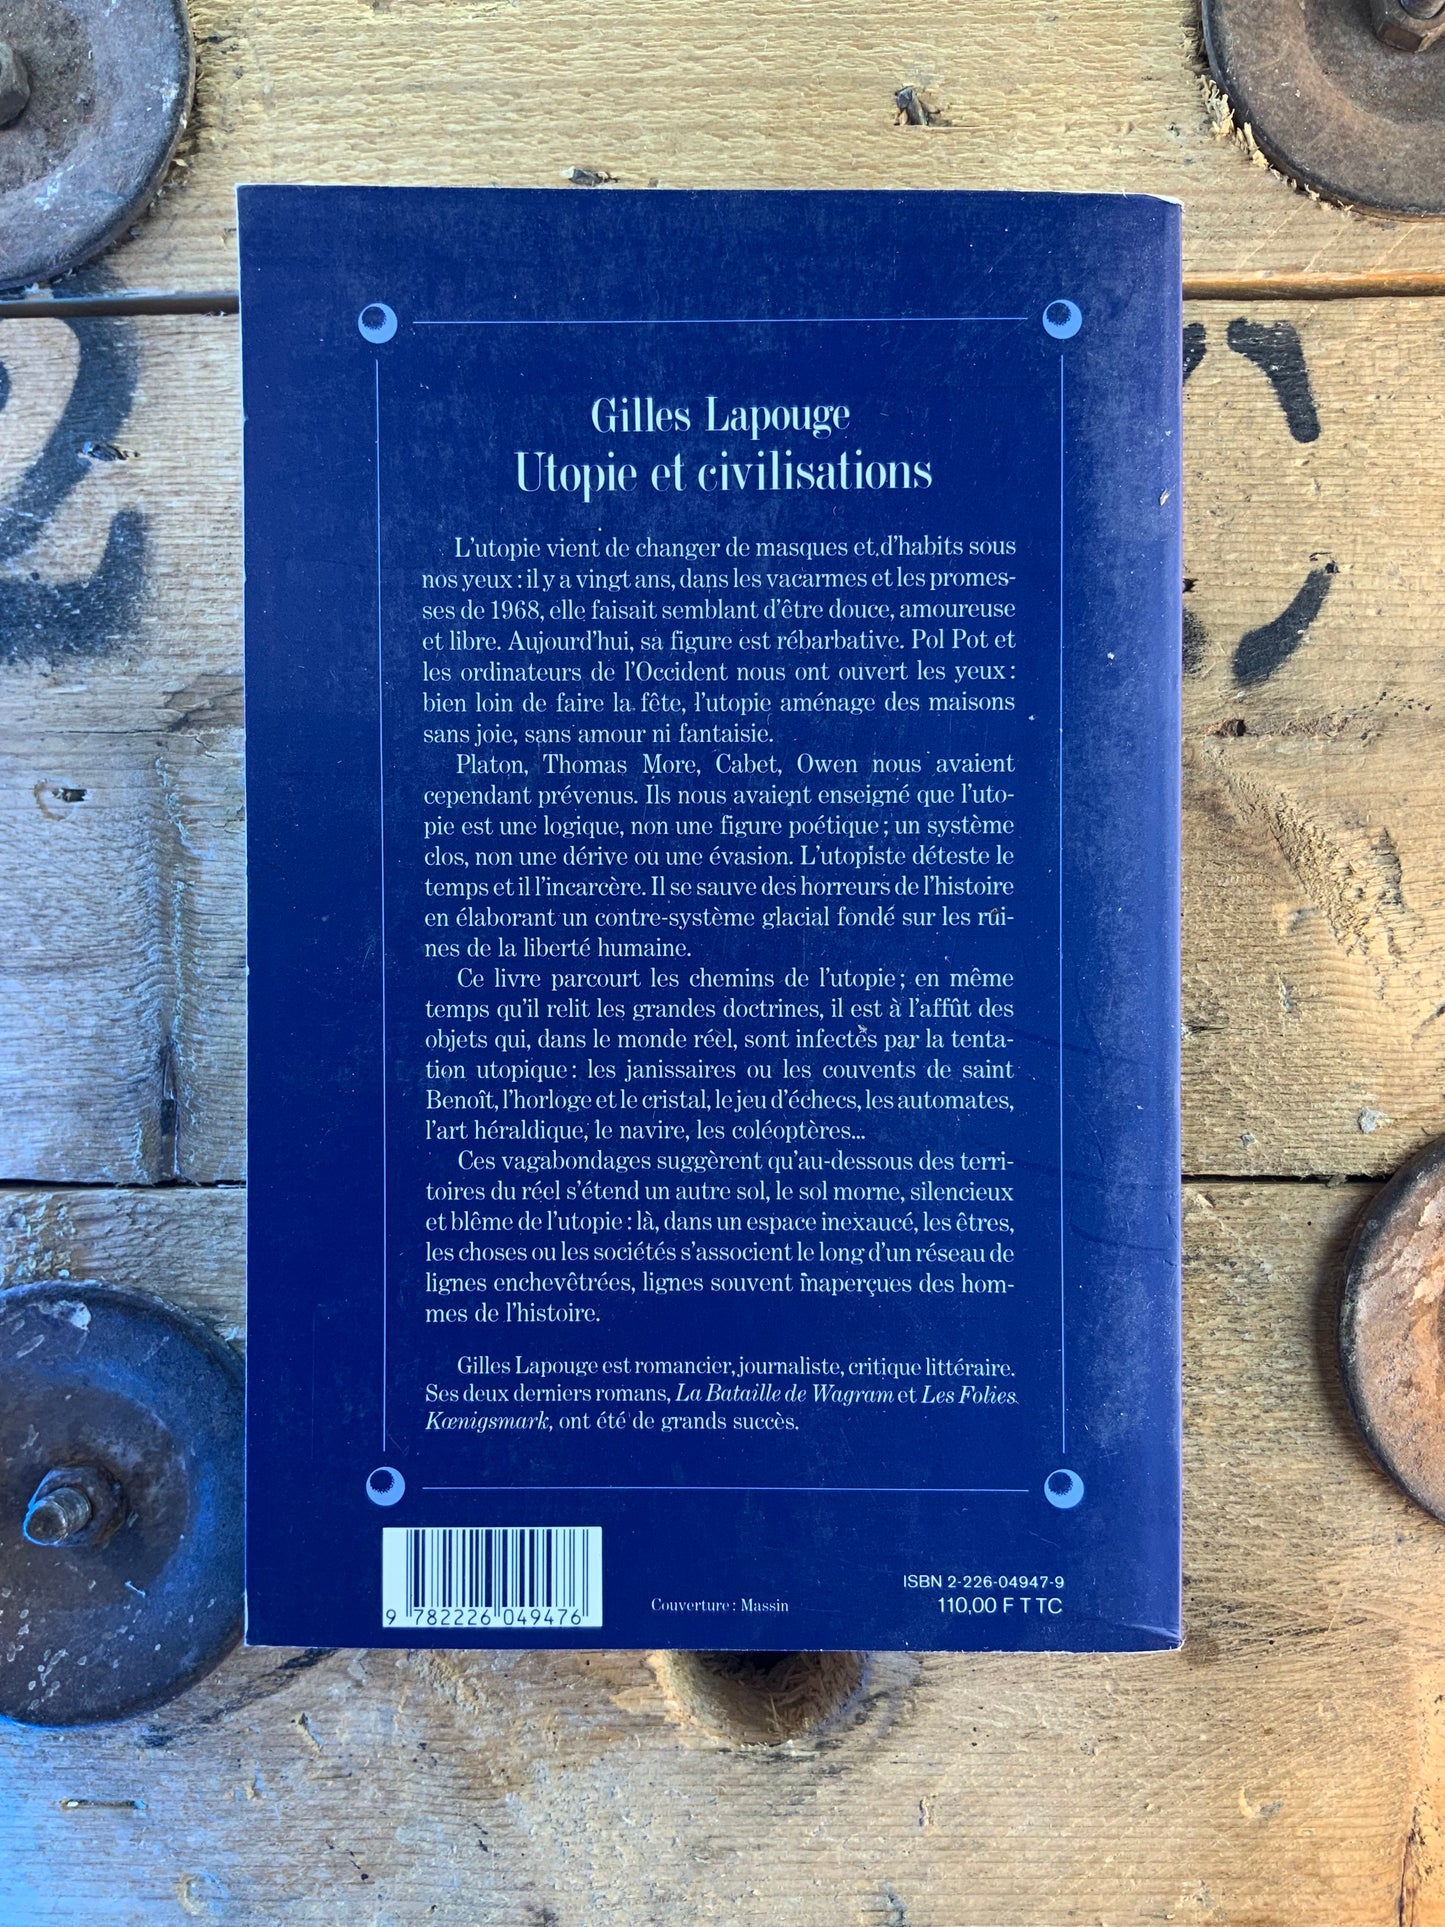 Gilles Lapouge
Utopie et civilisations
L'utopie vient de changer de masques et d'habits sous
nos yeux : il y a vingt ans, dans les vacarmes et les promes-
ses de 1968, elle faisait semblant d'être douce, amoureuse
et libre. Aujourd'hui, sa figure est rébarbative. Pol Pot et
les ordinateurs de l'Occident nous ont ouvert les yeux :
bien loin de faire la fête, l'utopie aménage des maisons
sans joie, sans amour ni fantaisie.
Platon, Thomas More, Cabet, Owen nous avaient
cependant prévenus. Ils nous avaient enseigné que l'uto-
pie est une logique, non une figure poétique ; un système
clos, non une dérive ou une évasion. L'utopiste déteste le
temps et il l'incarcère. Il se sauve des horreurs de l'histoire
en élaborant un contre-système glacial fondé sur les rui-
nes de la liberté humaine.
Ce livre parcourt les chemins de l'utopie ; en même
temps qu'il relit les grandes doctrines, il est à l'affût des
objets qui, dans le monde réel, sont infectés par la tenta-
tion utopique : les janissaires ou les couvents de saint
Benoît, l'horloge et le cristal, le jeu d'échecs, les automates,
l'art héraldique, le navire, les coléoptères...
Ces vagabondages suggèrent qu'au-dessous des terri-
toires du réel s'étend un autre sol, le sol morne, silencieux
et blême de l'utopie : là, dans un espace inexaucé, les êtres,
les choses ou les sociétés s'associent le long d'un réseau de
lignes enchevêtrées, lignes souvent inaperçues des hom-
mes de l'histoire.
Gilles Lapouge est romancier, journaliste, critique littéraire.
Ses deux derniers romans, La Bataille de Wagram et Les Folies
Kœnigsmark, ont été de grands succès.
9 782226 049476
Couverture : Massin
ISBN 2-226-04947-9
110,00 F TTC